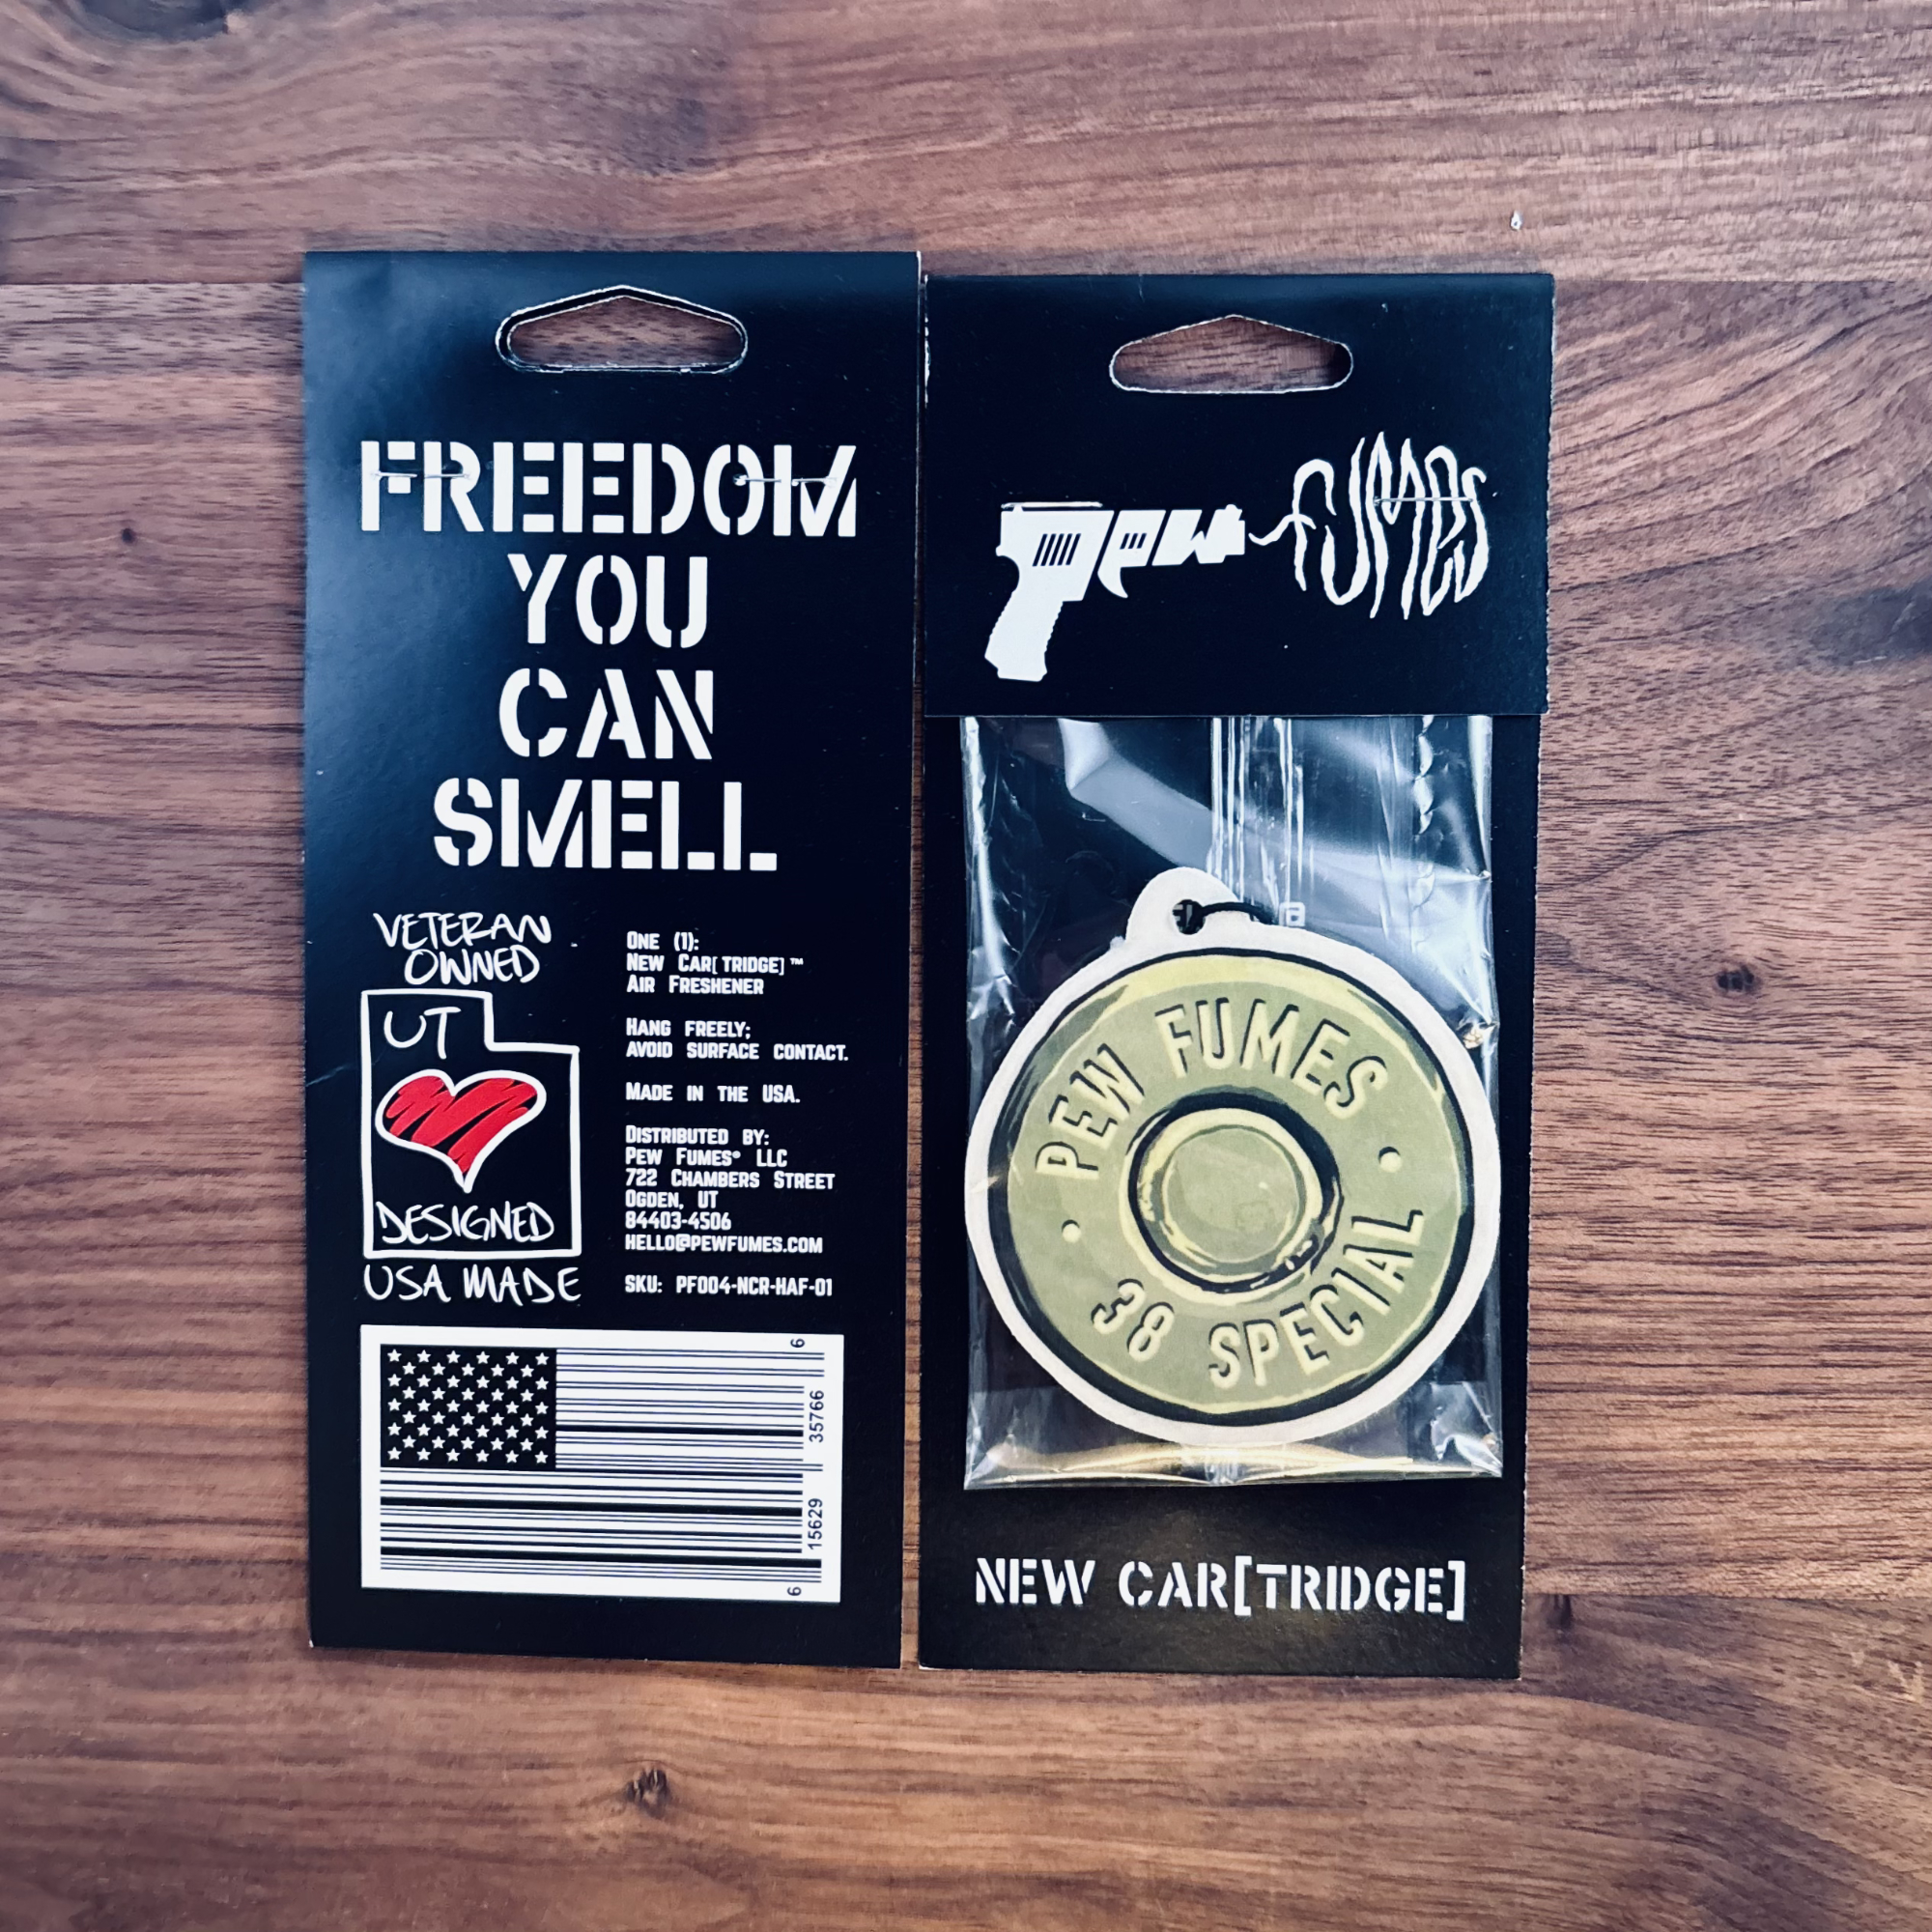 FREEDOM
YOU
CAN
SMELL
VETERAN
OWNED
UT
DESIGNED
USA MADE
ONE (1):
NEW CAR[TRIDGE]™
AIR FRESHENER
HANG FREELY;
AVOID SURFACE CONTACT.
MADE IN THE USA.
DISTRIBUTED BY:
PEW FUMES® LLC
722 CHAMBERS STREET
OGDEN, UT
84403-4506
HELLO@PEWFUMES.COM
SKU: PF004-NCR-HAF-01
6 15629 35766 6
PEW FUMES
PEW FUMES
38 SPECIAL
NEW CAR[TRIDGE]